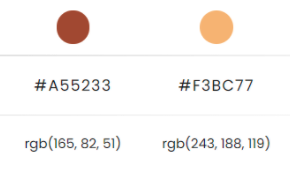 #A55233 #F3BC77
rgb(165, 82, 51) rgb(243, 188, 119)